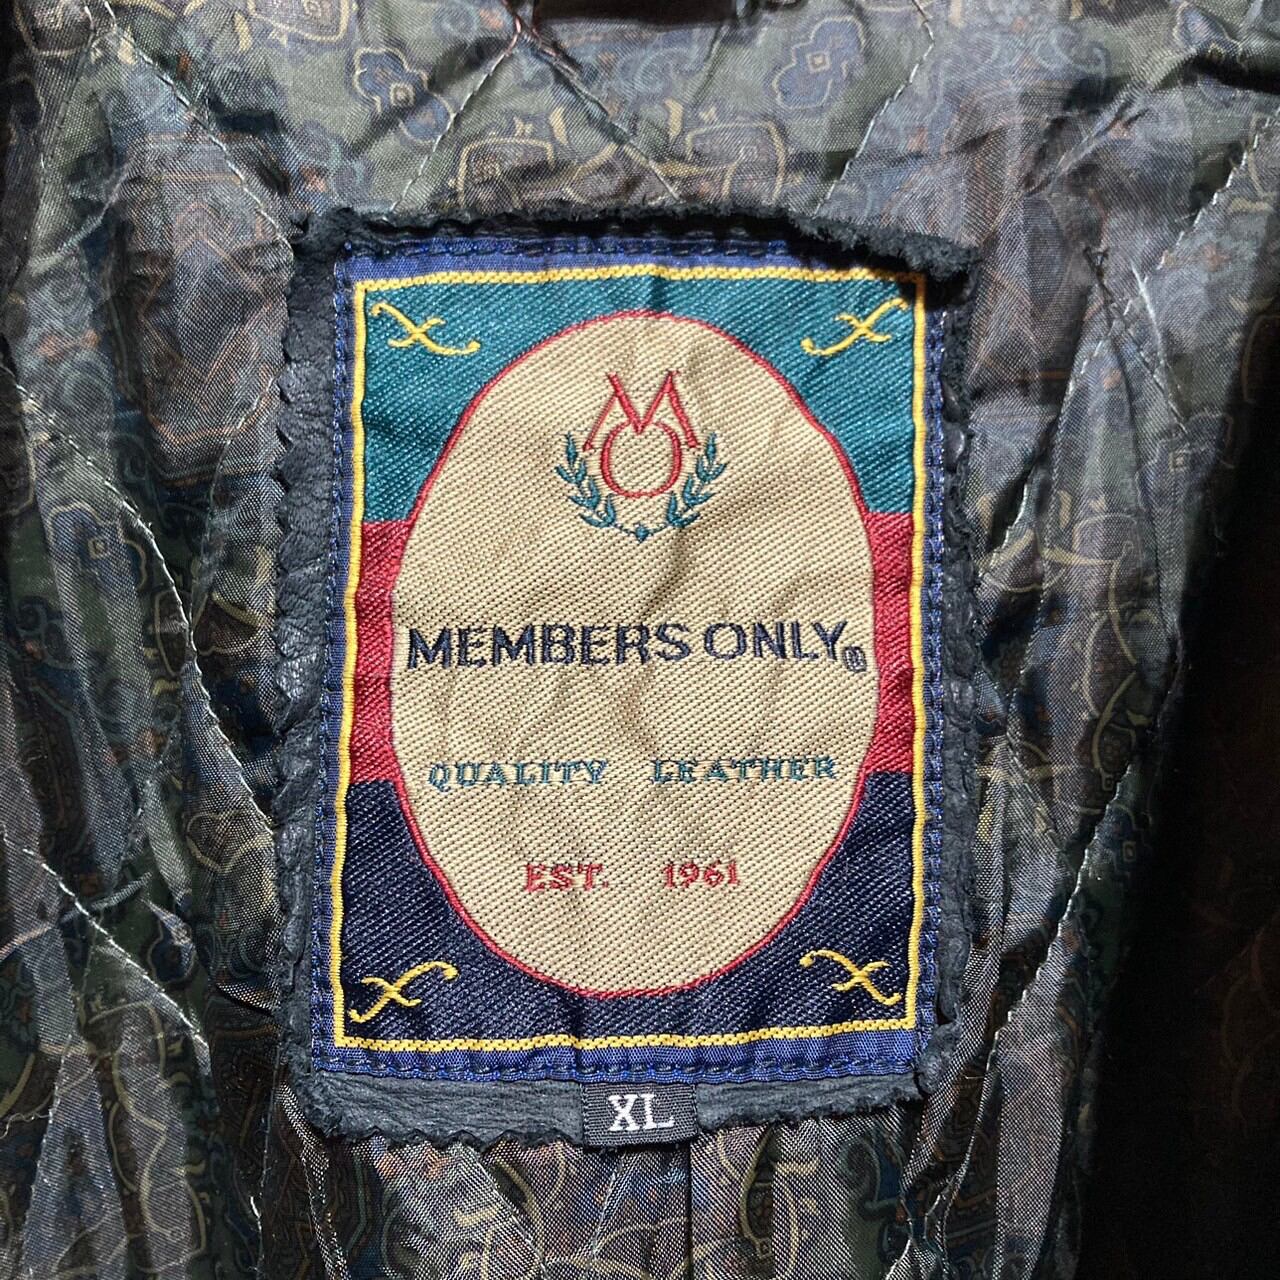 MO
MEMBERS ONLY®
QUALITY LEATHER
EST. 1961
XL